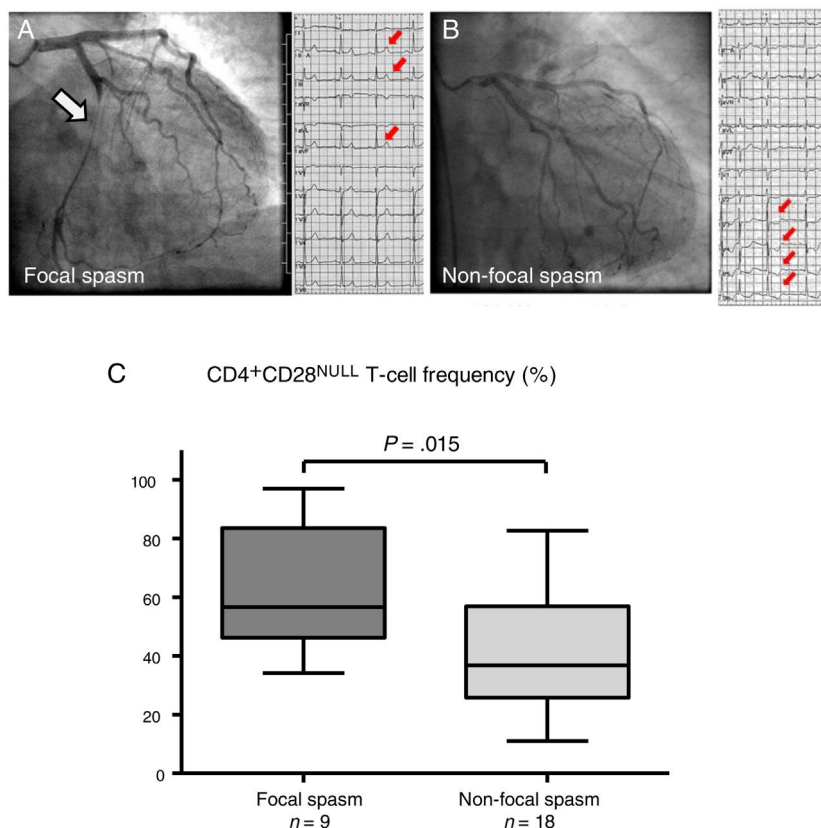 A
B
Focal spasm
Non-focal spasm
C
CD4+CD28NULL T-cell frequency (%)
P = .015
100
80
60
40
20
0
Focal spasm
n = 9
Non-focal spasm
n = 18